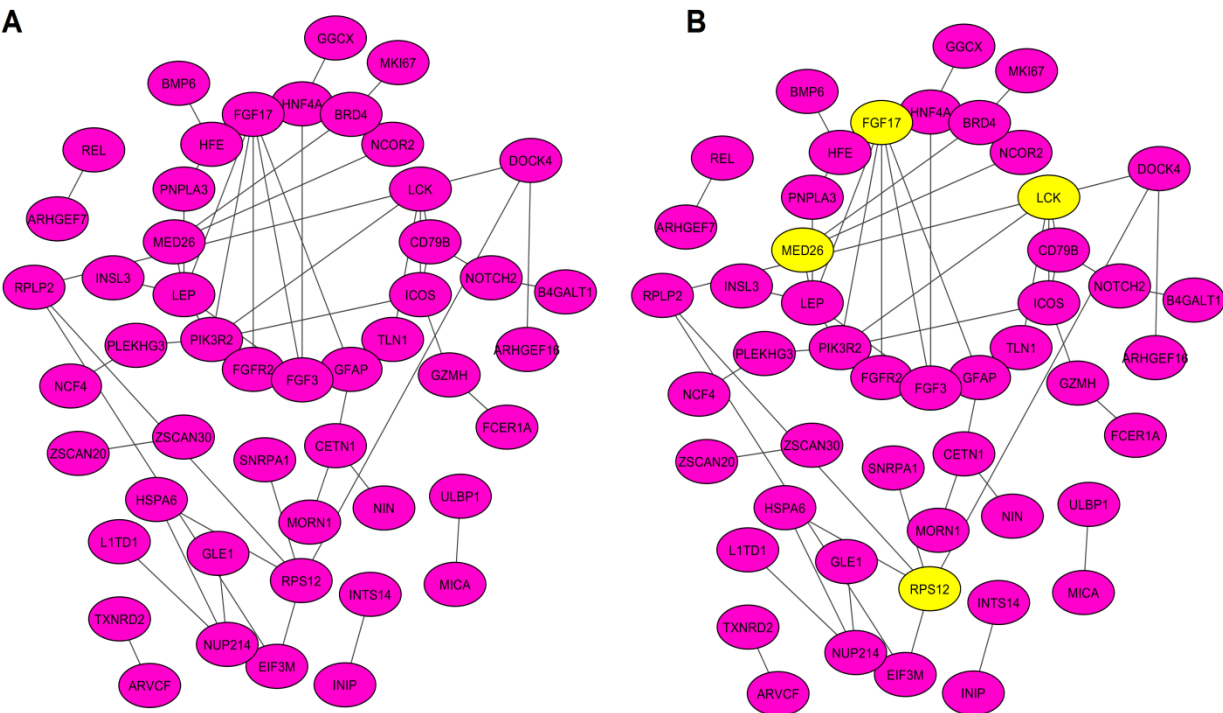 A
GGCX
MKI67
BMP6
HNF4A
FGF17
BRD4
HFE
NCOR2
REL
DOCK4
PNPLA3
LCK
ARHGEF7
MED26
CD79B
INSL3
NOTCH2
RPLP2
LEP
ICOS
B4GALT1
PIK3R2
TLN1
PLEKHG3
ARHGEF16
FGFR2
FGF3
GFAP
GZMH
NCF4
FCER1A
ZSCAN30
CETN1
ZSCAN20
SNRPA1
HSPA6
ULBP1
NIN
MORN1
L1TD1
GLE1
RPS12
MICA
INTS14
TXNRD2
NUP214
EIF3M
ARVCF
INIP
B
GGCX
MKI67
BMP6
HNF4A
FGF17
BRD4
HFE
NCOR2
REL
DOCK4
PNPLA3
LCK
ARHGEF7
MED26
CD79B
INSL3
NOTCH2
RPLP2
LEP
ICOS
B4GALT1
PIK3R2
TLN1
PLEKHG3
ARHGEF16
FGFR2
FGF3
GFAP
GZMH
NCF4
FCER1A
ZSCAN30
CETN1
ZSCAN20
SNRPA1
HSPA6
ULBP1
NIN
MORN1
L1TD1
GLE1
RPS12
MICA
INTS14
TXNRD2
NUP214
EIF3M
ARVCF
INIP